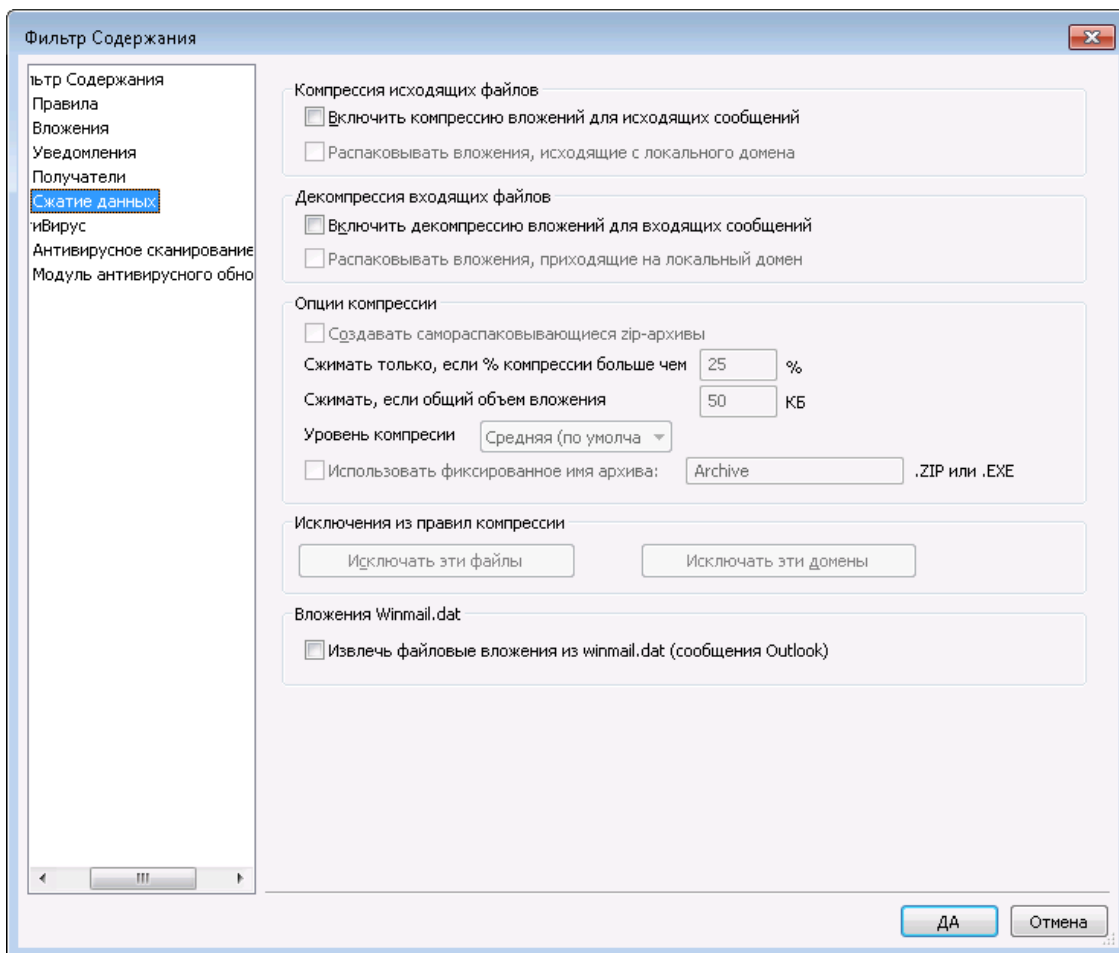 Фильтр Содержания
ьтр Содержания
Правила
Вложения
Уведомления
Получатели
Сжатие данных
иВирус
Антивирусное сканирование
Модуль антивирусного обно
Компрессия исходящих файлов
Включить компрессию вложений для исходящих сообщений
Распаковывать вложения, исходящие с локального домена
Декомпрессия входящих файлов
Включить декомпрессию вложений для входящих сообщений
Распаковывать вложения, приходящие на локальный домен
Опции компрессии
Создавать самораспаковывающиеся zip-архивы
Сжимать только, если % компрессии больше чем 25 %
Сжимать, если общий объем вложения 50 КБ
Уровень компресии Средняя (по умолча
Использовать фиксированное имя архива: Archive .ZIP или .EXE
Исключения из правил компрессии
Исключать эти файлы Исключать эти домены
Вложения Winmail.dat
Извлечь файловые вложения из winmail.dat (сообщения Outlook)
ДА Отмена